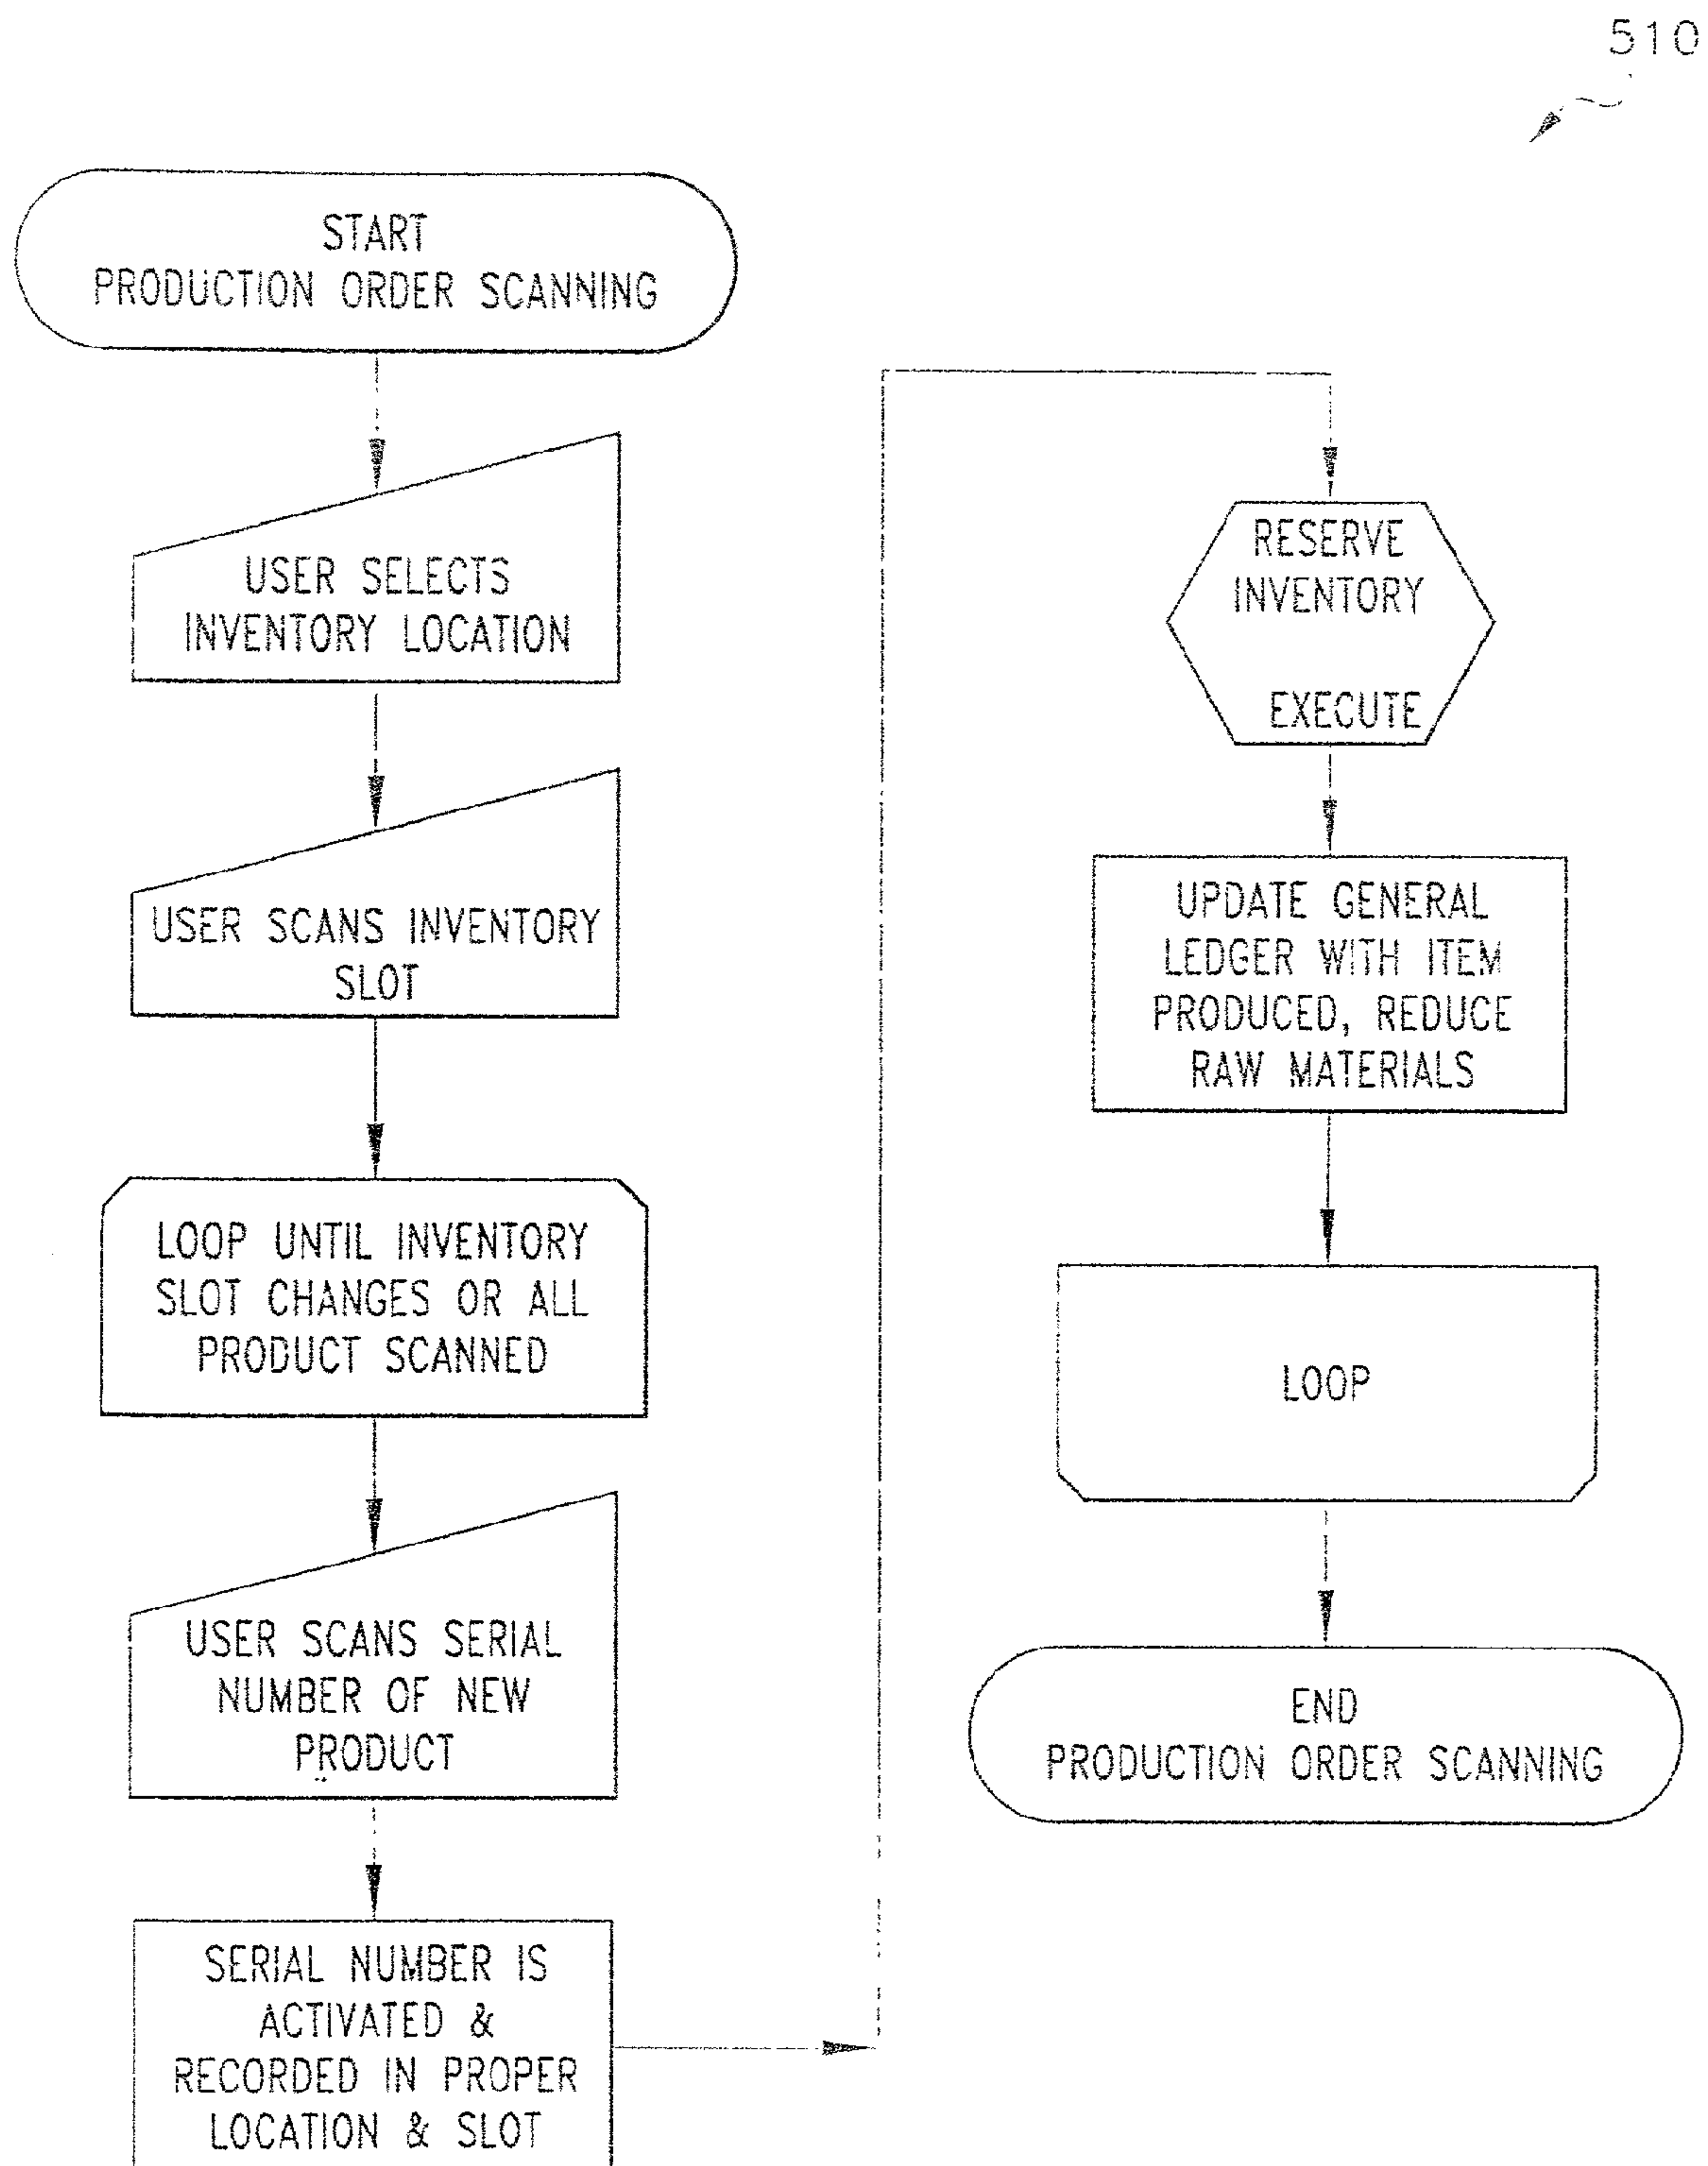 510
START
PRODUCTION ORDER SCANNING
USER SELECTS
INVENTORY LOCATION
USER SCANS INVENTORY
SLOT
LOOP UNTIL INVENTORY
SLOT CHANGES OR ALL
PRODUCT SCANNED
USER SCANS SERIAL
NUMBER OF NEW
PRODUCT
SERIAL NUMBER IS
ACTIVATED &
RECORDED IN PROPER
LOCATION & SLOT
RESERVE
INVENTORY
EXECUTE
UPDATE GENERAL
LEDGER WITH ITEM
PRODUCED, REDUCE
RAW MATERIALS
LOOP
END
PRODUCTION ORDER SCANNING